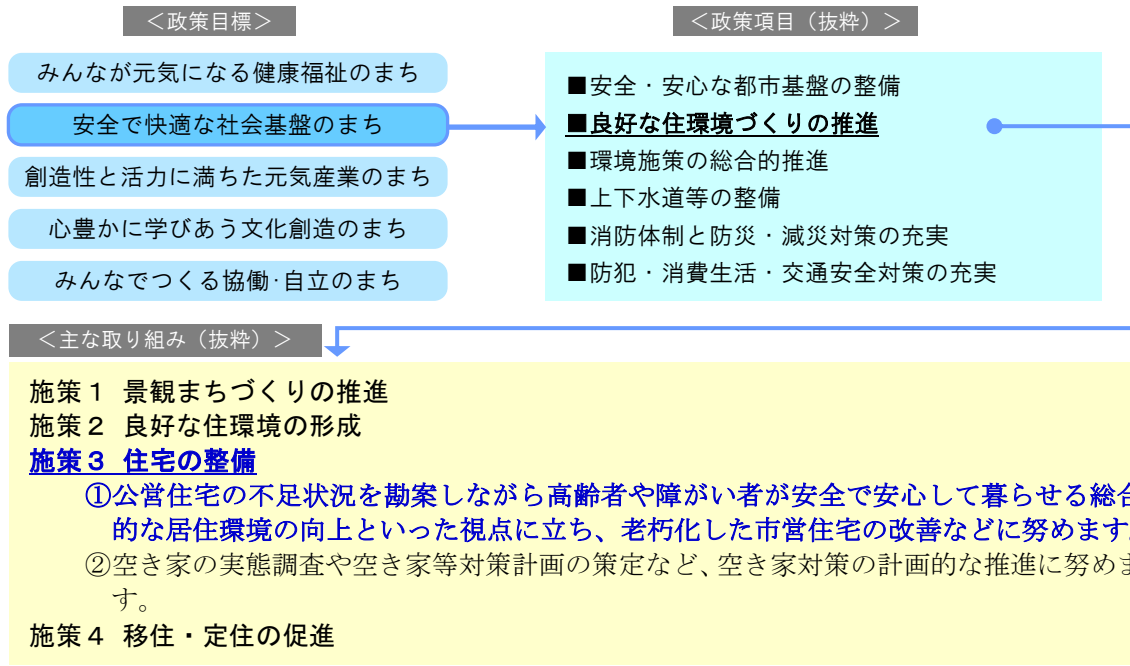 ＜政策目標＞
みんなが元気になる健康福祉のまち
安全で快適な社会基盤のまち
創造性と活力に満ちた元気産業のまち
心豊かに学びあう文化創造のまち
みんなでつくる協働･自立のまち
＜政策項目（抜粋）＞
■安全・安心な都市基盤の整備
■良好な住環境づくりの推進
■環境施策の総合的推進
■上下水道等の整備
■消防体制と防災・減災対策の充実
■防犯・消費生活・交通安全対策の充実
＜主な取り組み（抜粋）＞
施策１ 景観まちづくりの推進
施策２ 良好な住環境の形成
施策３ 住宅の整備
①公営住宅の不足状況を勘案しながら高齢者や障がい者が安全で安心して暮らせる総合
的な居住環境の向上といった視点に立ち、老朽化した市営住宅の改善などに努めます
②空き家の実態調査や空き家等対策計画の策定など､空き家対策の計画的な推進に努めま
す。
施策４ 移住・定住の促進